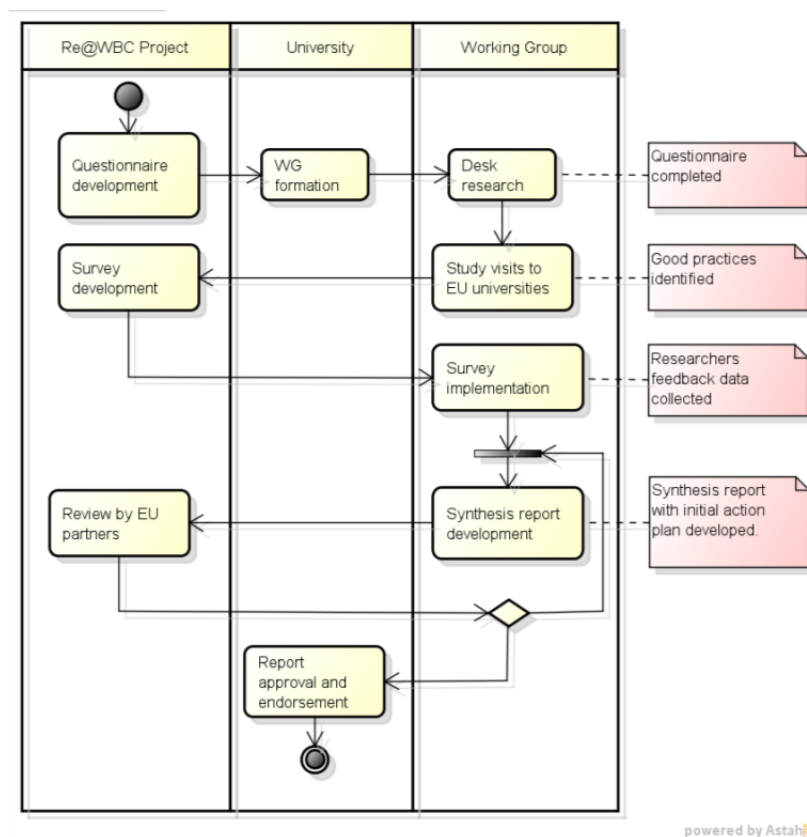 Re@WBC Project
University
Working Group
Questionnaire
development
WG
formation
Desk
research
Questionnaire
completed
Survey
development
Study visits to
EU universities
Good practices
identified
Survey
implementation
Researchers
feedback data
collected
Review by EU
partners
Synthesis report
development
Synthesis report
with initial action
plan developed.
Report
approval and
endorsement
powered by Astah